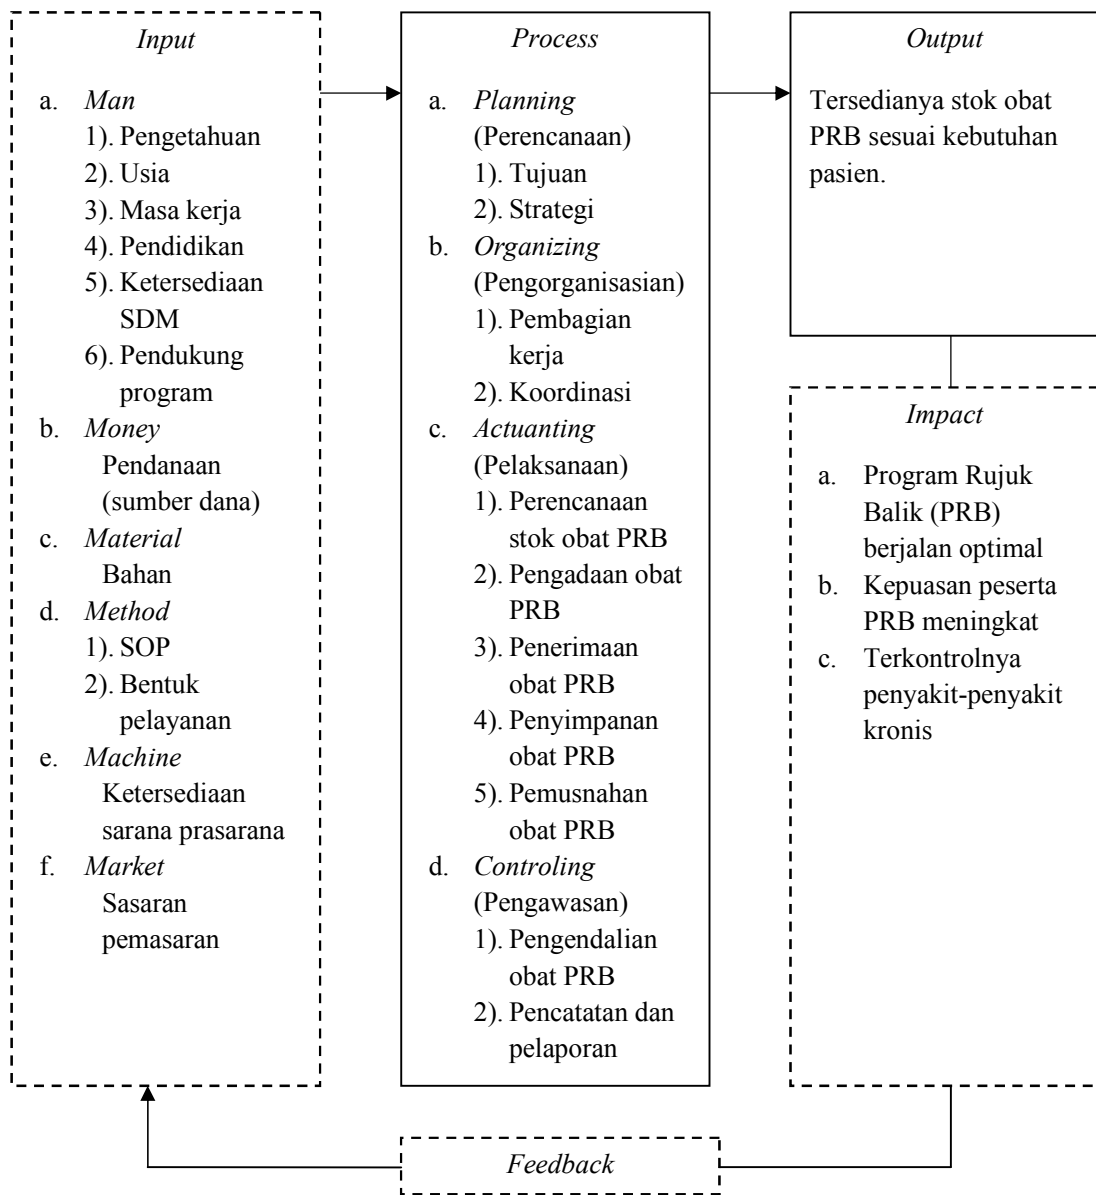 Input
a. Man
1). Pengetahuan
2). Usia
3). Masa kerja
4). Pendidikan
5). Ketersediaan
SDM
6). Pendukung
program
b. Money
Pendanaan
(sumber dana)
c. Material
Bahan
d. Method
1). SOP
2). Bentuk
pelayanan
e. Machine
Ketersediaan
sarana prasarana
f. Market
Sasaran
pemasaran
Process
a. Planning
(Perencanaan)
1). Tujuan
2). Strategi
b. Organizing
(Pengorganisasian)
1). Pembagian
kerja
2). Koordinasi
c. Actuanting
(Pelaksanaan)
1). Perencanaan
stok obat PRB
2). Pengadaan obat
PRB
3). Penerimaan
obat PRB
4). Penyimpanan
obat PRB
5). Pemusnahan
obat PRB
d. Controling
(Pengawasan)
1). Pengendalian
obat PRB
2). Pencatatan dan
pelaporan
Output
Tersedianya stok obat
PRB sesuai kebutuhan
pasien.
Impact
a. Program Rujuk
Balik (PRB)
berjalan optimal
b. Kepuasan peserta
PRB meningkat
c. Terkontrolnya
penyakit-penyakit
kronis
Feedback